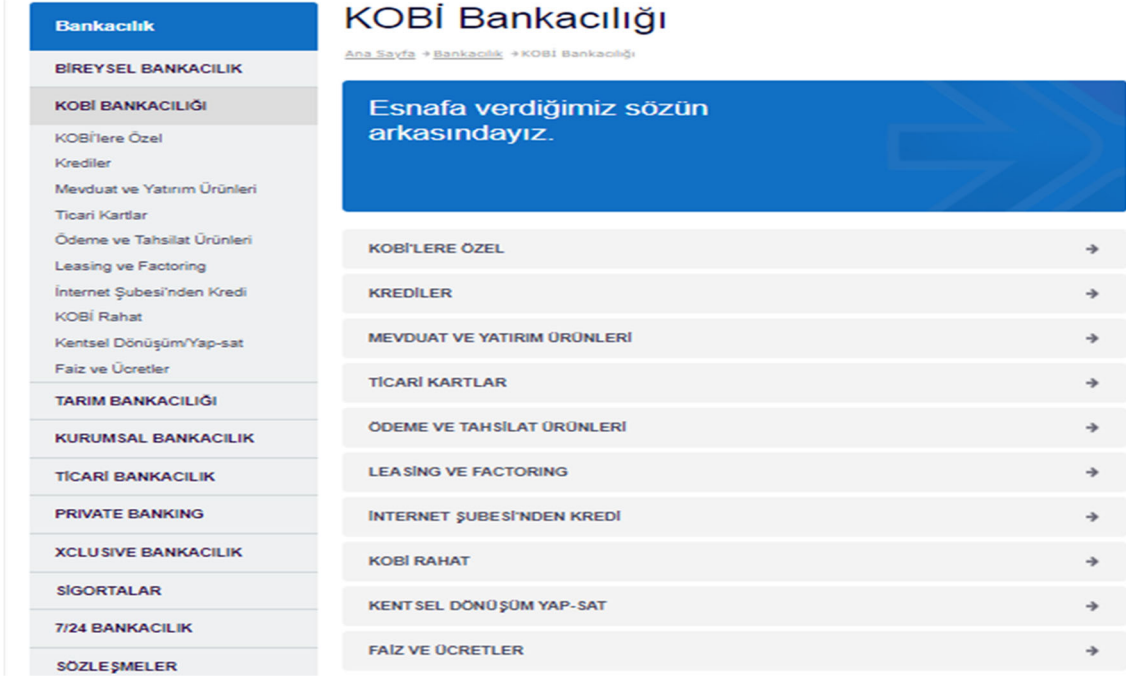 Bankacılık
BİREYSEL BANKACILIK
KOBİ BANKACILIĞI
KOBİ'lere Özel
Krediler
Mevduat ve Yatırım Ürünleri
Ticari Kartlar
Ödeme ve Tahsilat Ürünleri
Leasing ve Factoring
İnternet Şubesi'nden Kredi
KOBİ Rahat
Kentsel Dönüşüm/Yap-sat
Faiz ve Ücretler
TARIM BANKACILIĞI
KURUMSAL BANKACILIK
TİCARİ BANKACILIK
PRIVATE BANKING
XCLUSIVE BANKACILIK
SİGORTALAR
7/24 BANKACILIK
SÖZLEŞMELER
KOBİ Bankacılığı
Ana Sayfa → Bankacılık → KOBİ Bankacılığı
Esnafa verdiğimiz sözün
arkasındayız.
KOBİ'LERE ÖZEL
KREDİLER
MEVDUAT VE YATIRIM ÜRÜNLERİ
TİCARİ KARTLAR
ÖDEME VE TAHSİLAT ÜRÜNLERİ
LEASİNG VE FACTORING
İNTERNET ŞUBESİ'NDEN KREDİ
KOBİ RAHAT
KENTSEL DÖNÜŞÜM YAP-SAT
FAİZ VE ÜCRETLER